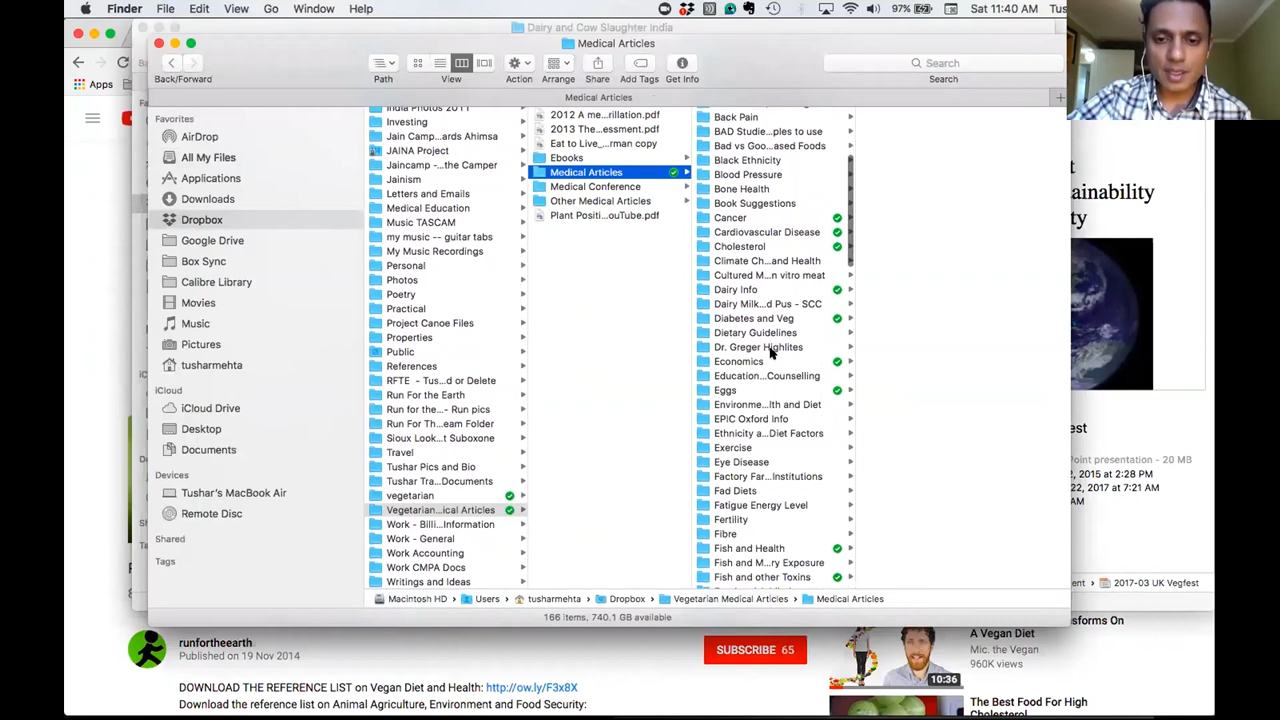 Finder File Edit View Go Window Help
97% Sat 11:40 AM Tus
Dairy and Cow Slaughter India
Medical Articles
Search
Back/Forward Path View Action Arrange Share Add Tags Get Info Search
Medical Articles
Apps
Favorites
AirDrop
All My Files
Applications
Downloads
Dropbox
Google Drive
Box Sync
Calibre Library
Movies
Music
Pictures
tusharmehta
iCloud
iCloud Drive
Desktop
Documents
Devices
Tushar's MacBook Air
Remote Disc
Shared
Tags
India Photos 2011
Investing
Jain Camp...ards Ahimsa
JAINA Project
Jaincamp -...the Camper
Jainism
Letters and Emails
Medical Education
Music TASCAM
my music -- guitar tabs
My Music Recordings
Personal
Photos
Poetry
Practical
Project Canoe Files
Properties
Public
References
RFTE - Tus...d or Delete
Run For the Earth
Run for the...- Run pics
Run For Th...eam Folder
Sioux Look...t Suboxone
Travel
Tushar Pics and Bio
Tushar Tra...Documents
vegetarian
Vegetarian...ical Articles
Work - Billi...Information
Work - General
Work Accounting
Work CMPA Docs
Writings and Ideas
2012 A me...rillation.pdf
2013 The...essment.pdf
Eat to Live_...rman copy
Ebooks
Medical Articles
Medical Conference
Other Medical Articles
Plant Positi...ouTube.pdf
Back Pain
BAD Studie...ples to use
Bad vs Goo...ased Foods
Black Ethnicity
Blood Pressure
Bone Health
Book Suggestions
Cancer
Cardiovascular Disease
Cholesterol
Climate Ch...and Health
Cultured M...n vitro meat
Dairy Info
Dairy Milk...d Pus - SCC
Diabetes and Veg
Dietary Guidelines
Dr. Greger Highlites
Economics
Education...Counselling
Eggs
Environme...lth and Diet
EPIC Oxford Info
Ethnicity a...Diet Factors
Exercise
Eye Disease
Factory Far...Institutions
Fad Diets
Fatigue Energy Level
Fertility
Fibre
Fish and Health
Fish and M...ry Exposure
Fish and other Toxins
Macintosh HD › Users › tusharmehta › Dropbox › Vegetarian Medical Articles › Medical Articles
166 items, 740.1 GB available
t
stainability
ty
est
Point presentation - 20 MB
2, 2015 at 2:28 PM
22, 2017 at 7:21 AM
AM
ent › 2017-03 UK Vegfest
runfortheearth
Published on 19 Nov 2014
SUBSCRIBE 65
DOWNLOAD THE REFERENCE LIST on Vegan Diet and Health: http://ow.ly/F3x8X
Download the reference list on Animal Agriculture, Environment and Food Security:
nsforms On
A Vegan Diet
Mic. the Vegan
960K views
10:36
The Best Food For High
Cholesterol